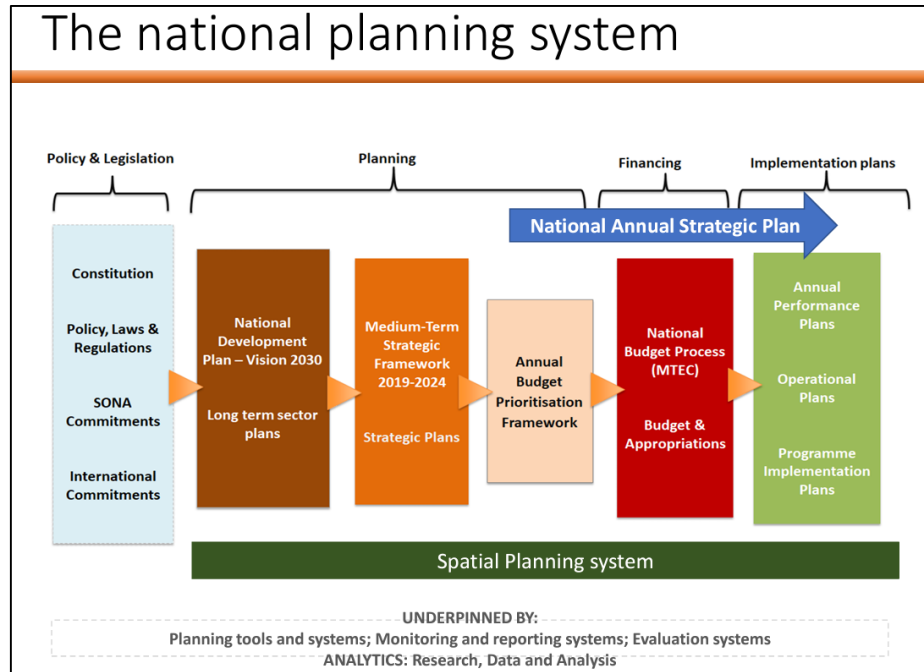 The national planning system
Policy & Legislation
Planning
Financing
Implementation plans
National Annual Strategic Plan
Constitution
Policy, Laws &
Regulations
SONA
Commitments
International
Commitments
National
Development
Plan – Vision 2030
Long term sector
plans
Medium-Term
Strategic
Framework
2019-2024
Strategic Plans
Annual
Budget
Prioritisation
Framework
National
Budget Process
(MTEC)
Budget &
Appropriations
Annual
Performance
Plans
Operational
Plans
Programme
Implementation
Plans
Spatial Planning system
UNDERPINNED BY:
Planning tools and systems; Monitoring and reporting systems; Evaluation systems
ANALYTICS: Research, Data and Analysis